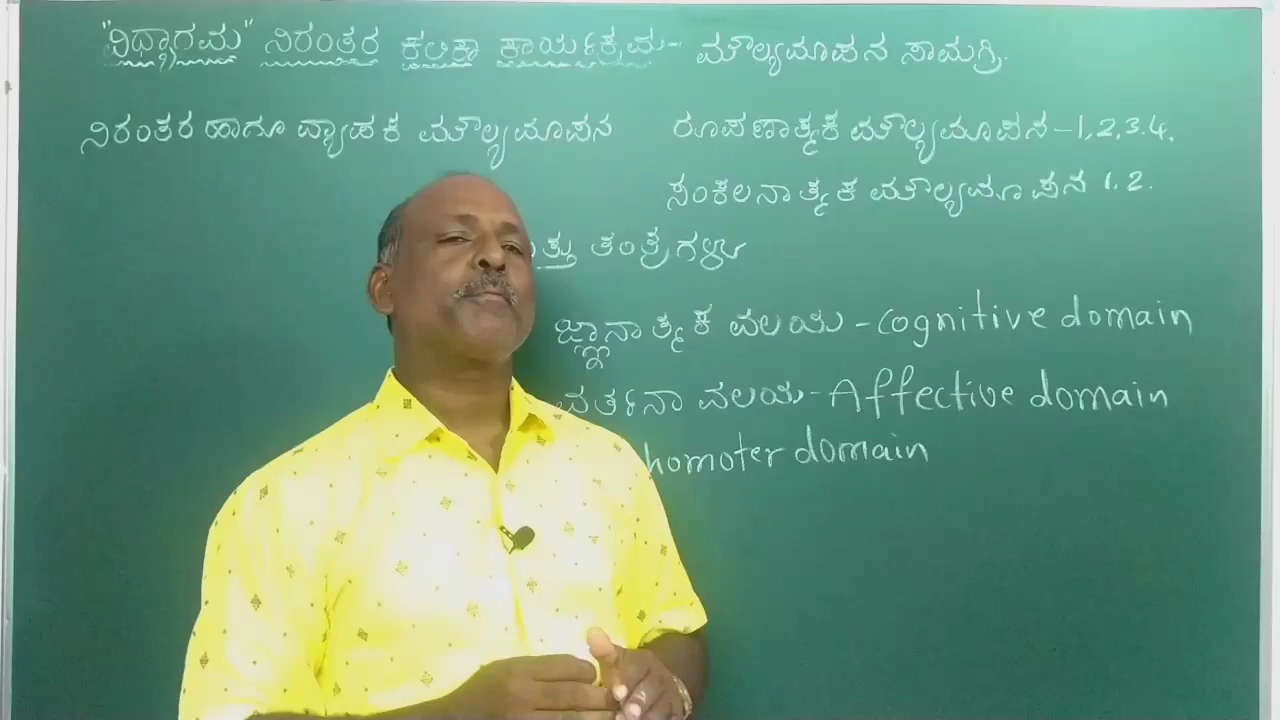 "ವಿದ್ಯಾಗಮ" ನಿರಂತರ ಕಲಿಕಾ ಕಾರ್ಯಕ್ರಮ- ಮೌಲ್ಯಮಾಪನ ಸಾಮಗ್ರಿ.
ನಿರಂತರ ಹಾಗೂ ವ್ಯಾಪಕ ಮೌಲ್ಯಮಾಪನ ರೂಪಣಾತ್ಮಕ ಮೌಲ್ಯಮಾಪನ-1,2,3.4.
ಸಂಕಲನಾತ್ಮಕ ಮೌಲ್ಯಮಾಪನ 1.2.
ತಂತ್ರಗಳು
ಜ್ಞಾನಾತ್ಮಕ ವಲಯ - Cognitive domain
ವರ್ತನಾ ವಲಯ - Affective domain
homoter domain